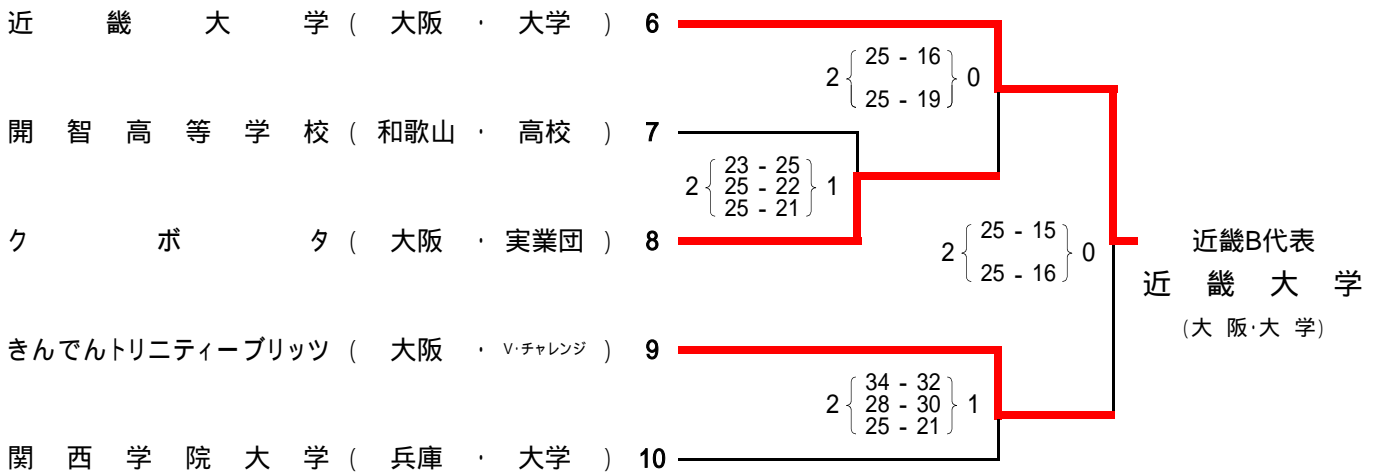 近畿大学 ( 大阪 · 大学 ) 6
2 25 - 16 0
25 - 19
開智高等学校 ( 和歌山 · 高校 ) 7
23 - 25
2 25 - 22 1
25 - 21
クボタ ( 大阪 · 実業団 ) 8
2 25 - 15 0
25 - 16
近畿B代表
近畿大学
(大阪·大学)
きんでんトリニティーブリッツ ( 大阪 · V·チャレンジ ) 9
34 - 32
2 28 - 30 1
25 - 21
関西学院大学 ( 兵庫 · 大学 ) 10